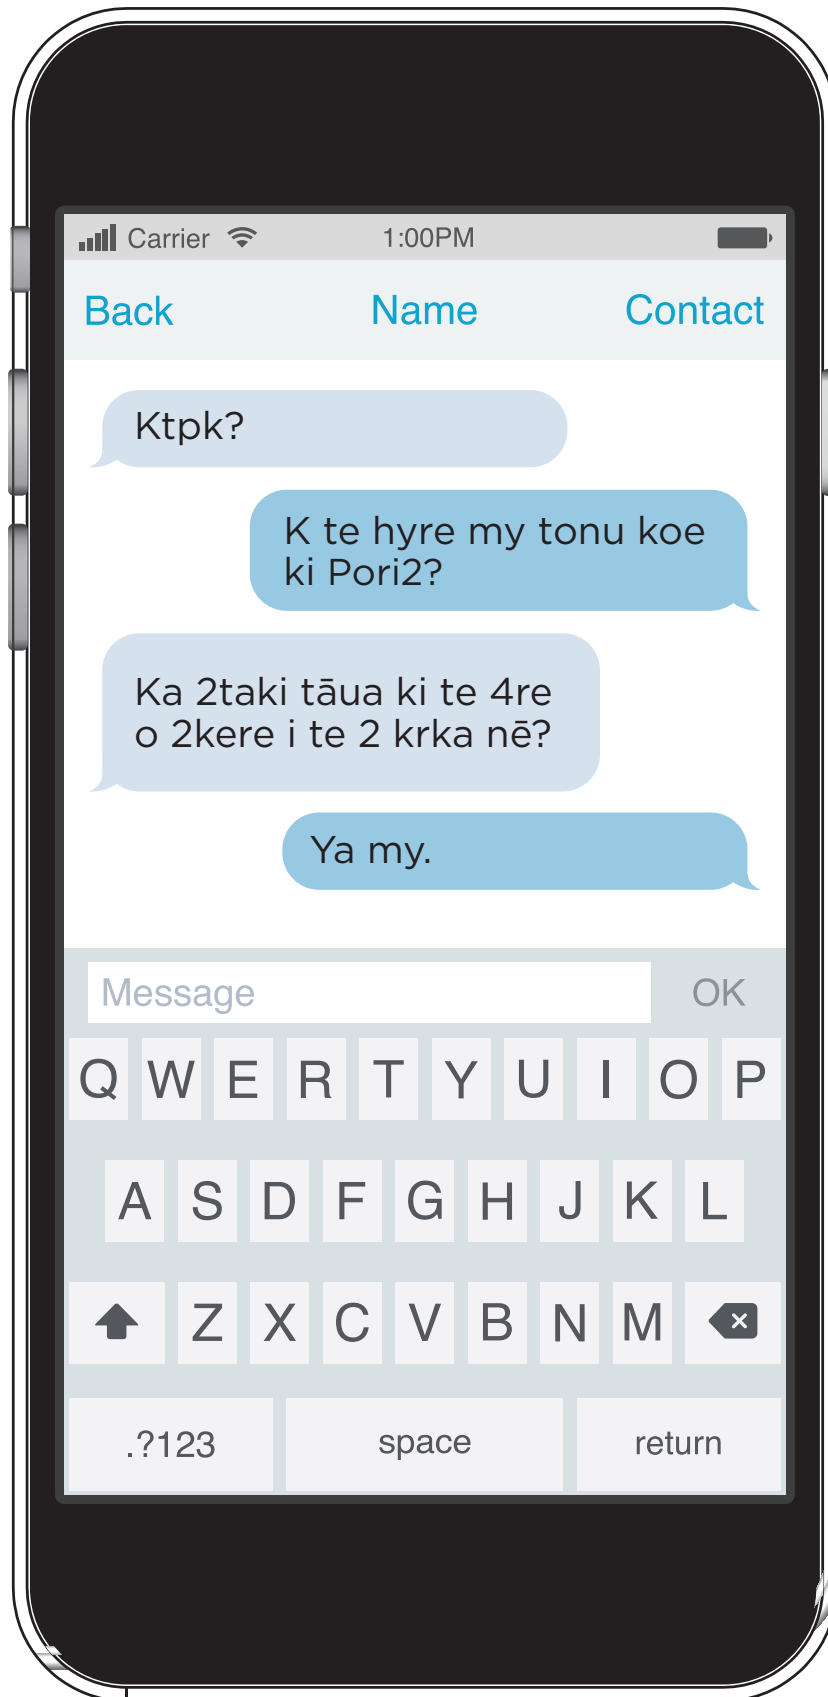 Carrier 1:00PM
Back Name Contact
Ktpk?
K te hyre my tonu koe
ki Pori2?
Ka 2taki tāua ki te 4re
o 2kere i te 2 krka nē?
Ya my.
Message OK
Q W E R T Y U I O P
A S D F G H J K L
Z X C V B N M
.?123 space return